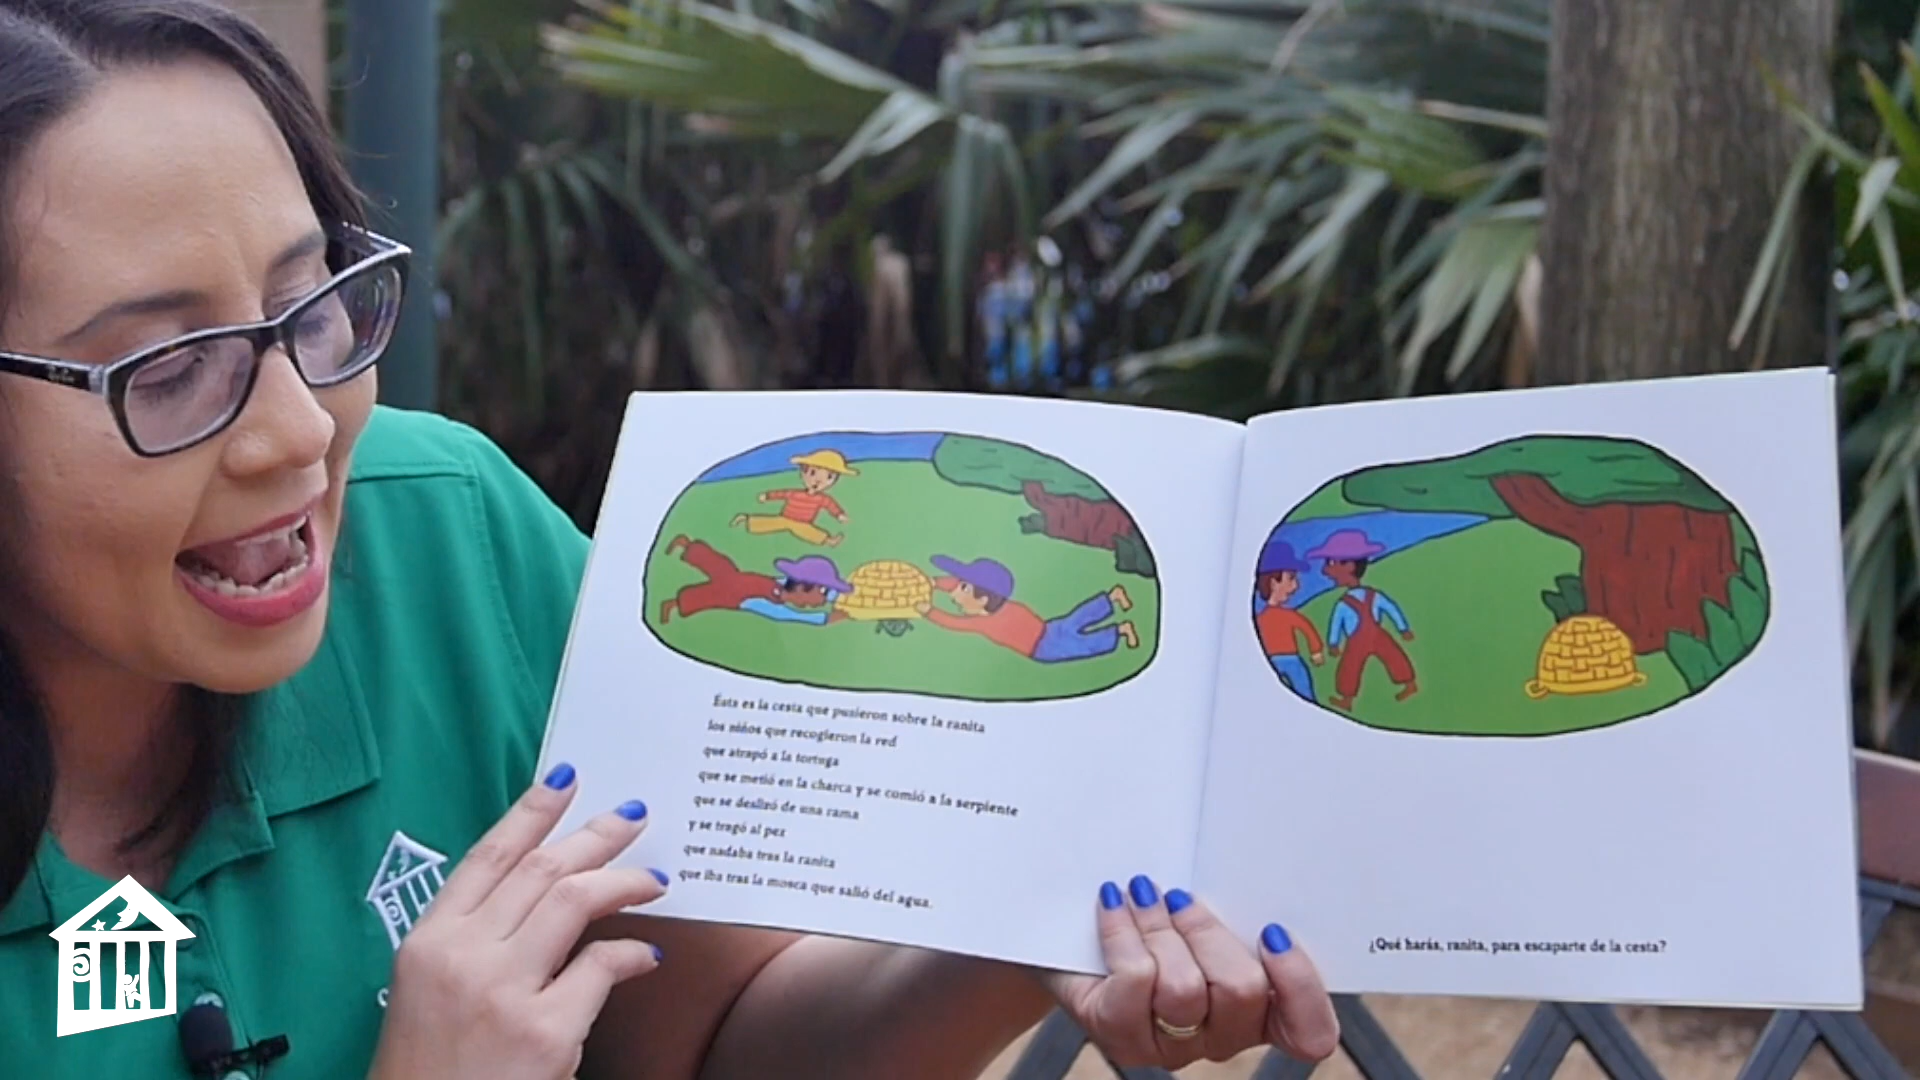 Ésta es la cesta que pusieron sobre la ranita
los niños que recogieron la red
que atrapó a la tortuga
que se metió en la charca y se comió a la serpiente
que se deslizó de una rama
y se tragó al pez
que nadaba tras la ranita
que iba tras la mosca que salió del agua.
¿Qué harás, ranita, para escaparte de la cesta?